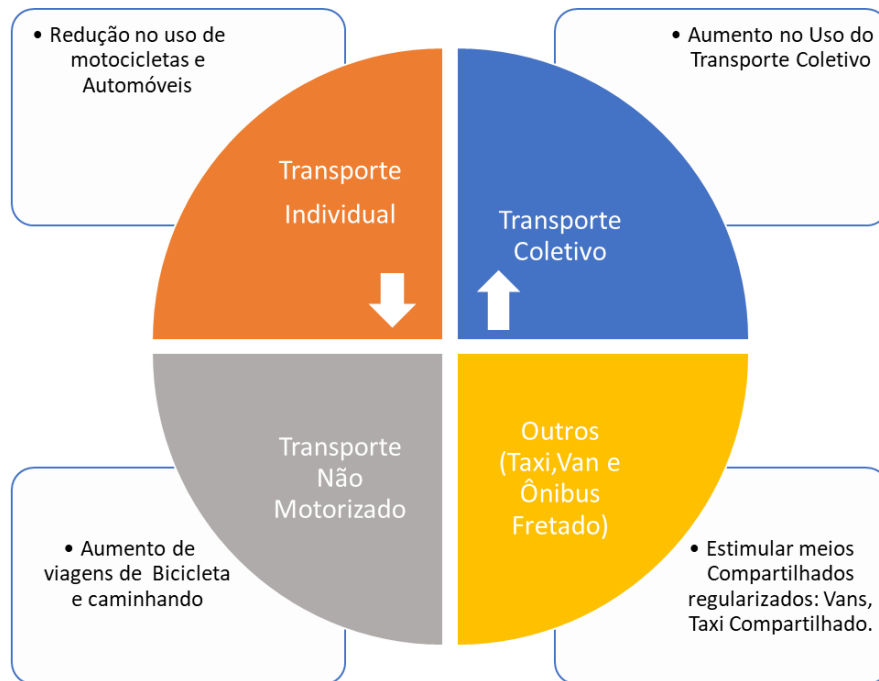 • Redução no uso de
motocicletas e
Automóveis
• Aumento no Uso do
Transporte Coletivo
Transporte
Individual
Transporte
Coletivo
Transporte
Não
Motorizado
Outros
(Taxi,Van e
Ônibus
Fretado)
• Aumento de
viagens de Bicicleta
e caminhando
• Estimular meios
Compartilhados
regularizados: Vans,
Taxi Compartilhado.